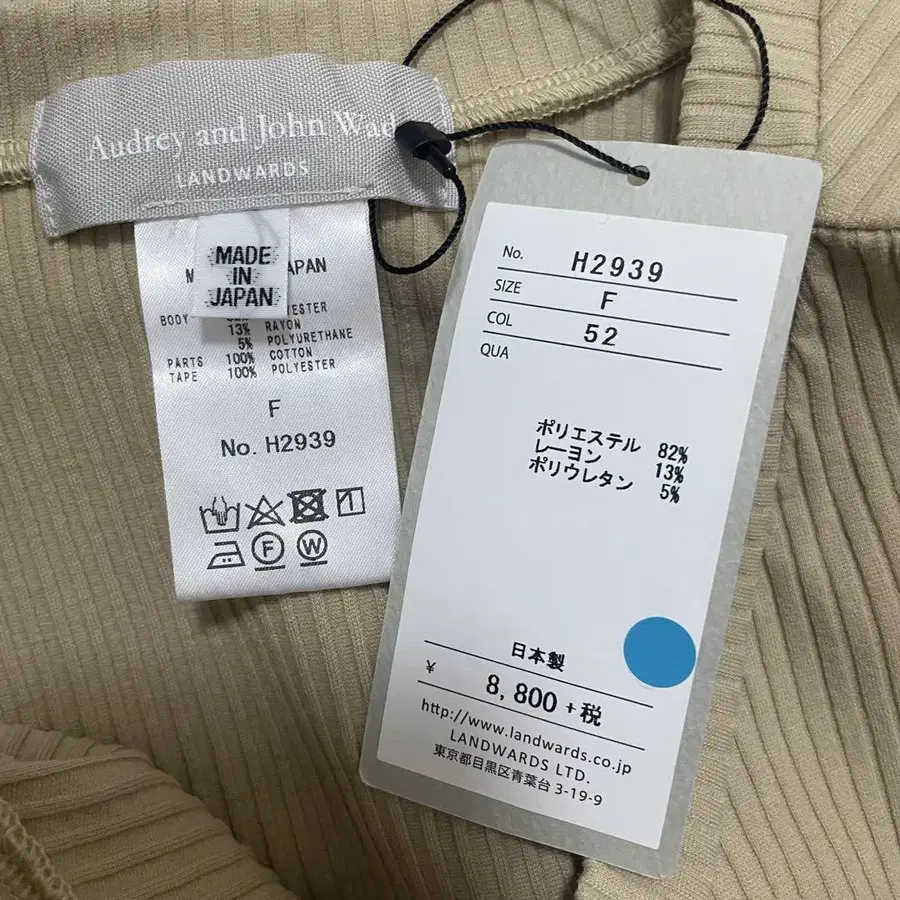 Audrey and John Wad
LANDWARDS
MADE
IN
JAPAN
BODY
13% RAYON
5% POLYURETHANE
PARTS 100% COTTON
TAPE 100% POLYESTER
F
No. H2939
F
W
No. H2939
SIZE F
COL 52
QUA
ポリエステル 82%
レーヨン 13%
ポリウレタン 5%
日本製
¥ 8,800+税
http://www.landwards.co.jp
LANDWARDS LTD.
東京都目黒区青葉台 3-19-9